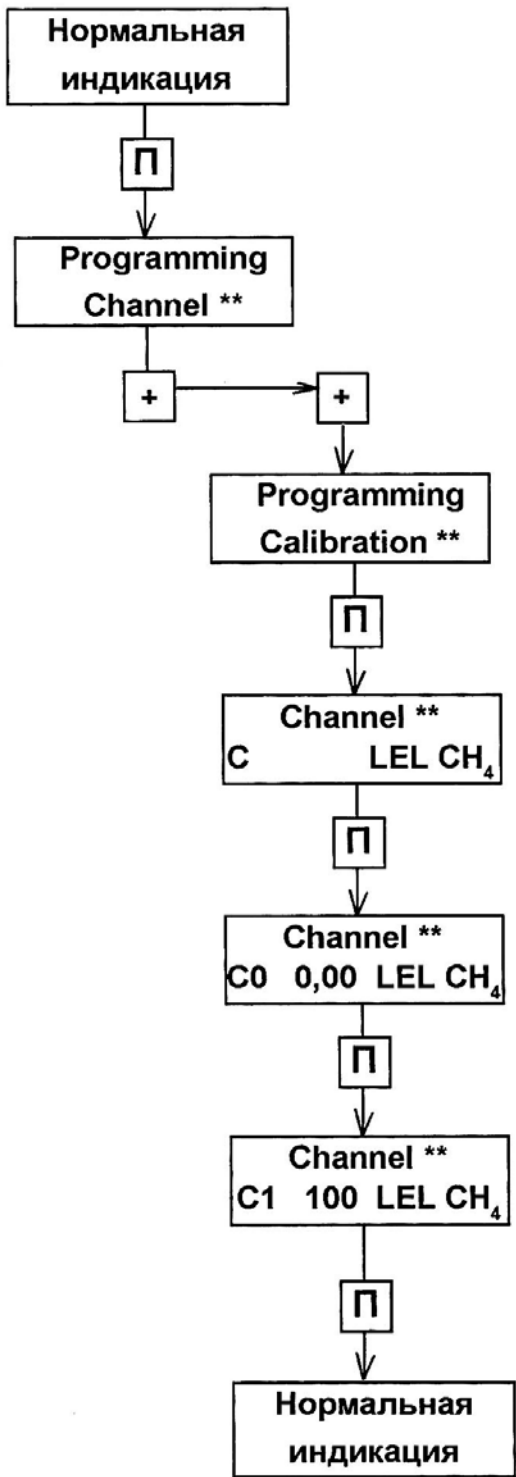 Нормальная
индикация
П
Programming
Channel **
+ +
Programming
Calibration **
П
Channel **
C LEL CH₄
П
Channel **
C0 0,00 LEL CH₄
П
Channel **
C1 100 LEL CH₄
П
Нормальная
индикация